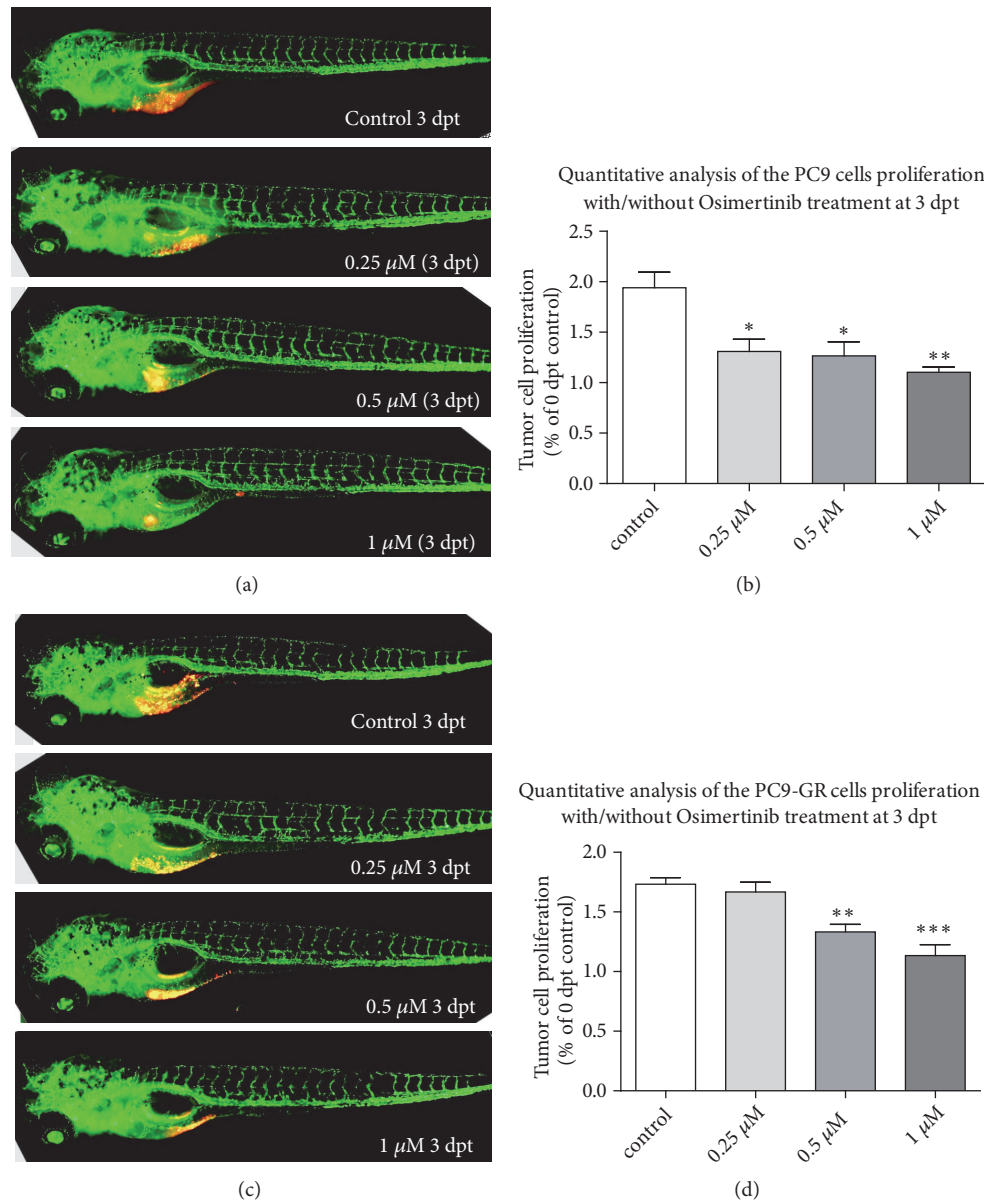 Control 3 dpt
0.25 μM (3 dpt)
0.5 μM (3 dpt)
1 μM (3 dpt)
(a)
Quantitative analysis of the PC9 cells proliferation
with/without Osimertinib treatment at 3 dpt
Tumor cell proliferation
(% of 0 dpt control)
2.5
2.0
1.5
1.0
0.5
0.0
*
*
**
control
0.25 μM
0.5 μM
1 μM
(b)
Control 3 dpt
0.25 μM 3 dpt
0.5 μM 3 dpt
1 μM 3 dpt
(c)
Quantitative analysis of the PC9-GR cells proliferation
with/without Osimertinib treatment at 3 dpt
Tumor cell proliferation
(% of 0 dpt control)
2.0
1.5
1.0
0.5
0.0
**
***
control
0.25 μM
0.5 μM
1 μM
(d)